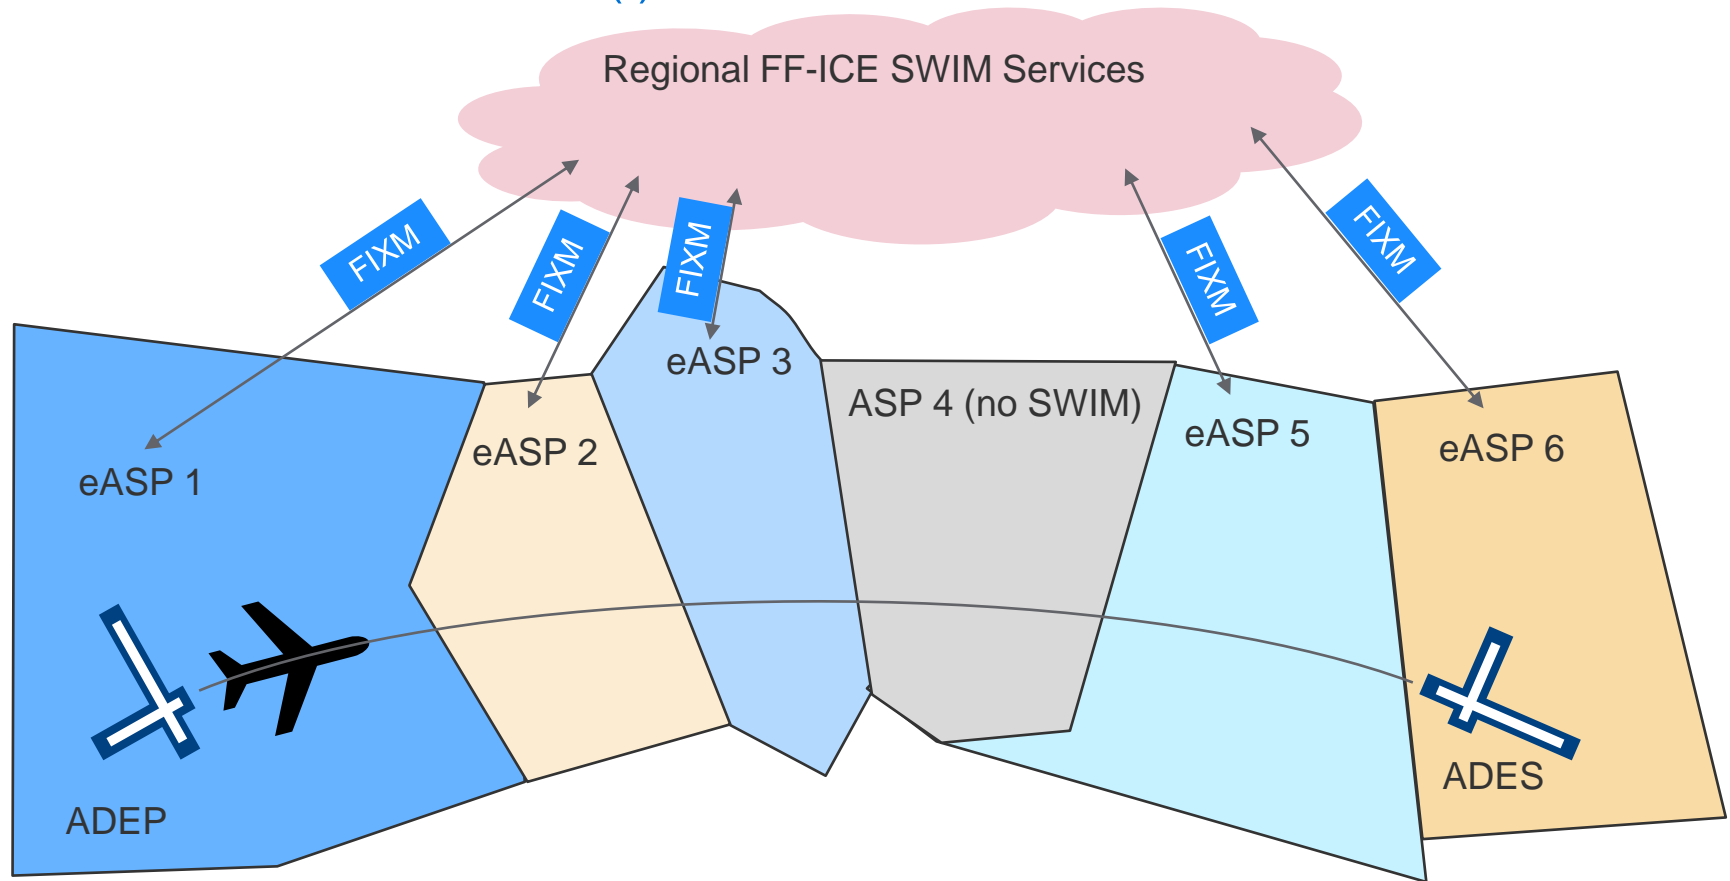 Regional FF-ICE SWIM Services
FIXM
FIXM
FIXM
FIXM
FIXM
eASP 1
eASP 2
eASP 3
ASP 4 (no SWIM)
eASP 5
eASP 6
ADEP
ADES